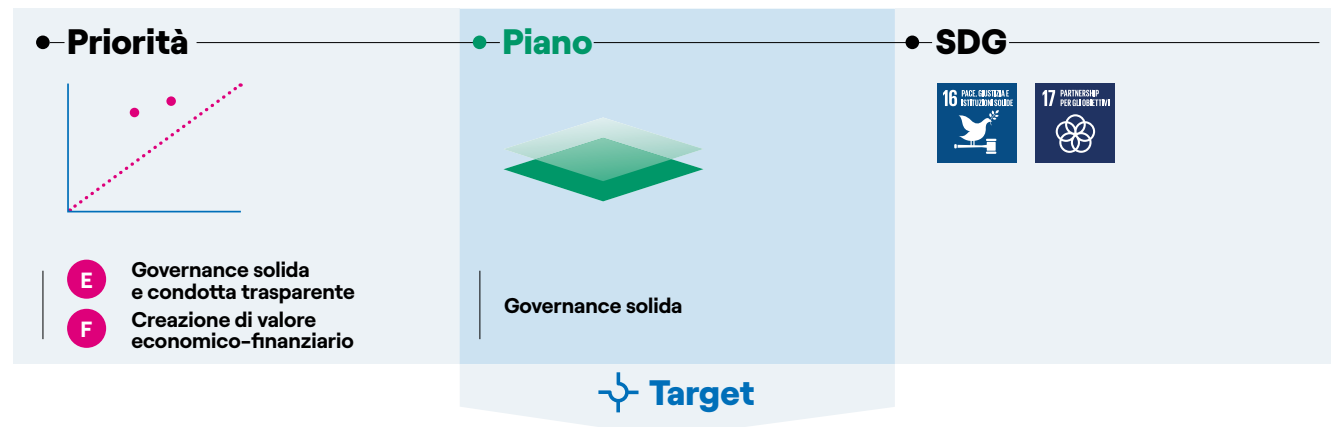 Priorità
Piano
SDG
16 PACE, GIUSTIZIA E
ISTITUZIONI SOLIDE
17 PARTNERSHIP
PER GLI OBIETTIVI
E
Governance solida
e condotta trasparente
F
Creazione di valore
economico-finanziario
Governance solida
Target